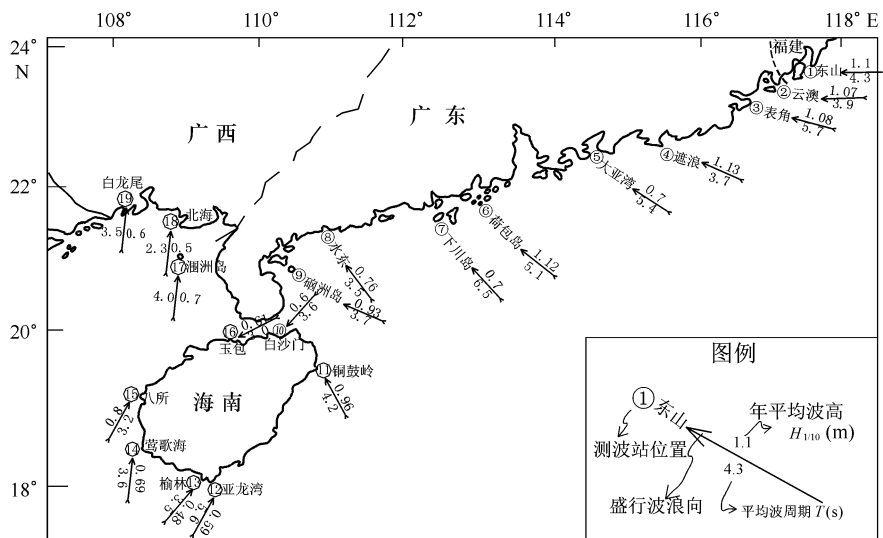 108° 110° 112° 114° 116° 118° E
24°
N
22°
20°
18°
福建
广西
广东
海南
①东山 1.1 4.3
②云澳 1.07 3.9
③表角 1.08 5.7
④遮浪 1.13 3.7
⑤大亚湾 0.7 5.4
⑥荷包岛 1.12 5.1
⑦下川岛 0.7 6.5
⑧水东 0.76 3.5
⑨硇洲岛 0.93 3.7
⑩白沙门 0.6 3.6
⑪铜鼓岭 0.96 4.2
⑫亚龙湾 0.59
⑬榆林 0.48 3.5
⑭莺歌海 0.69 3.6
⑮八所 0.8 3.2
⑯玉包
⑰涠洲岛 4.0 0.7
⑱北海 2.3 0.5
⑲白龙尾 3.5 0.6
图例
①东山
年平均波高
H1/10 (m)
1.1
测波站位置
4.3
盛行波浪向
平均波周期 T(s)